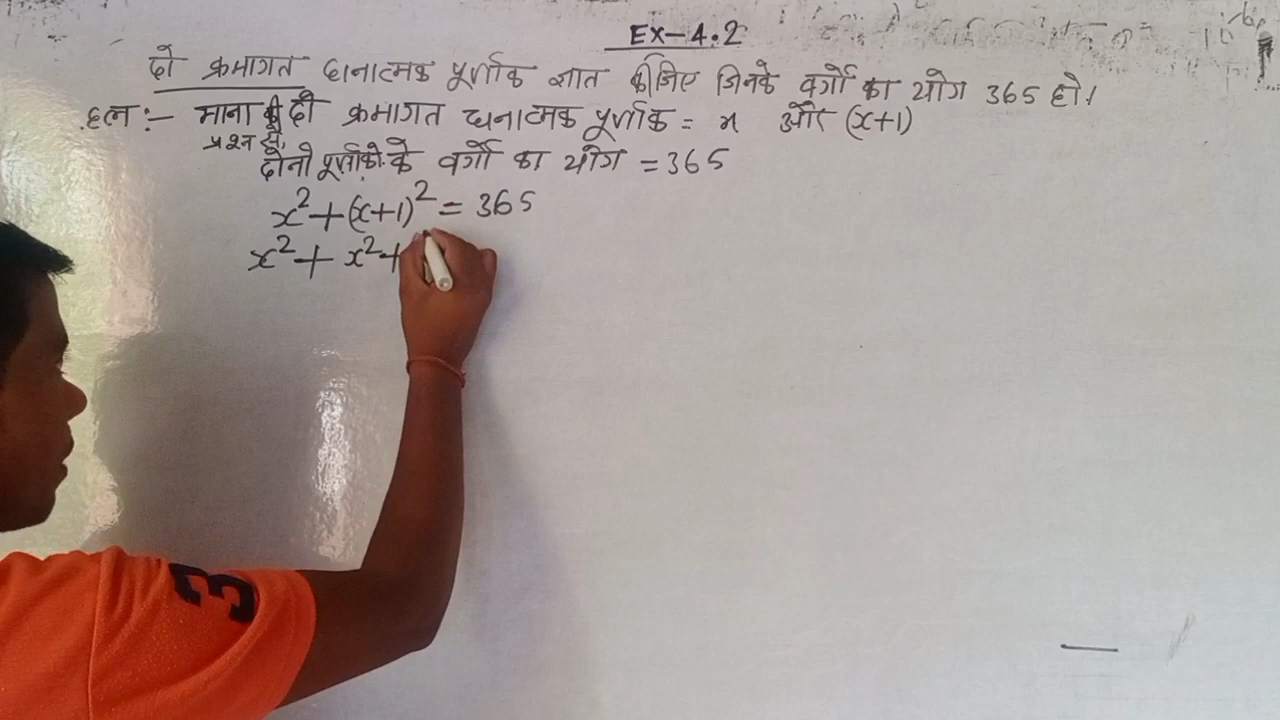 EX-4.2
दो क्रमागत धनात्मक पूर्णांक ज्ञात कीजिए जिनके वर्गों का योग 365 हो।
हल:- माना की दो क्रमागत धनात्मक पूर्णांक = x और (x+1)
प्रश्न से,
दोनो पूर्णांको के वर्गों का योग = 365
x²+(x+1)²= 365
x²+ x²+
3